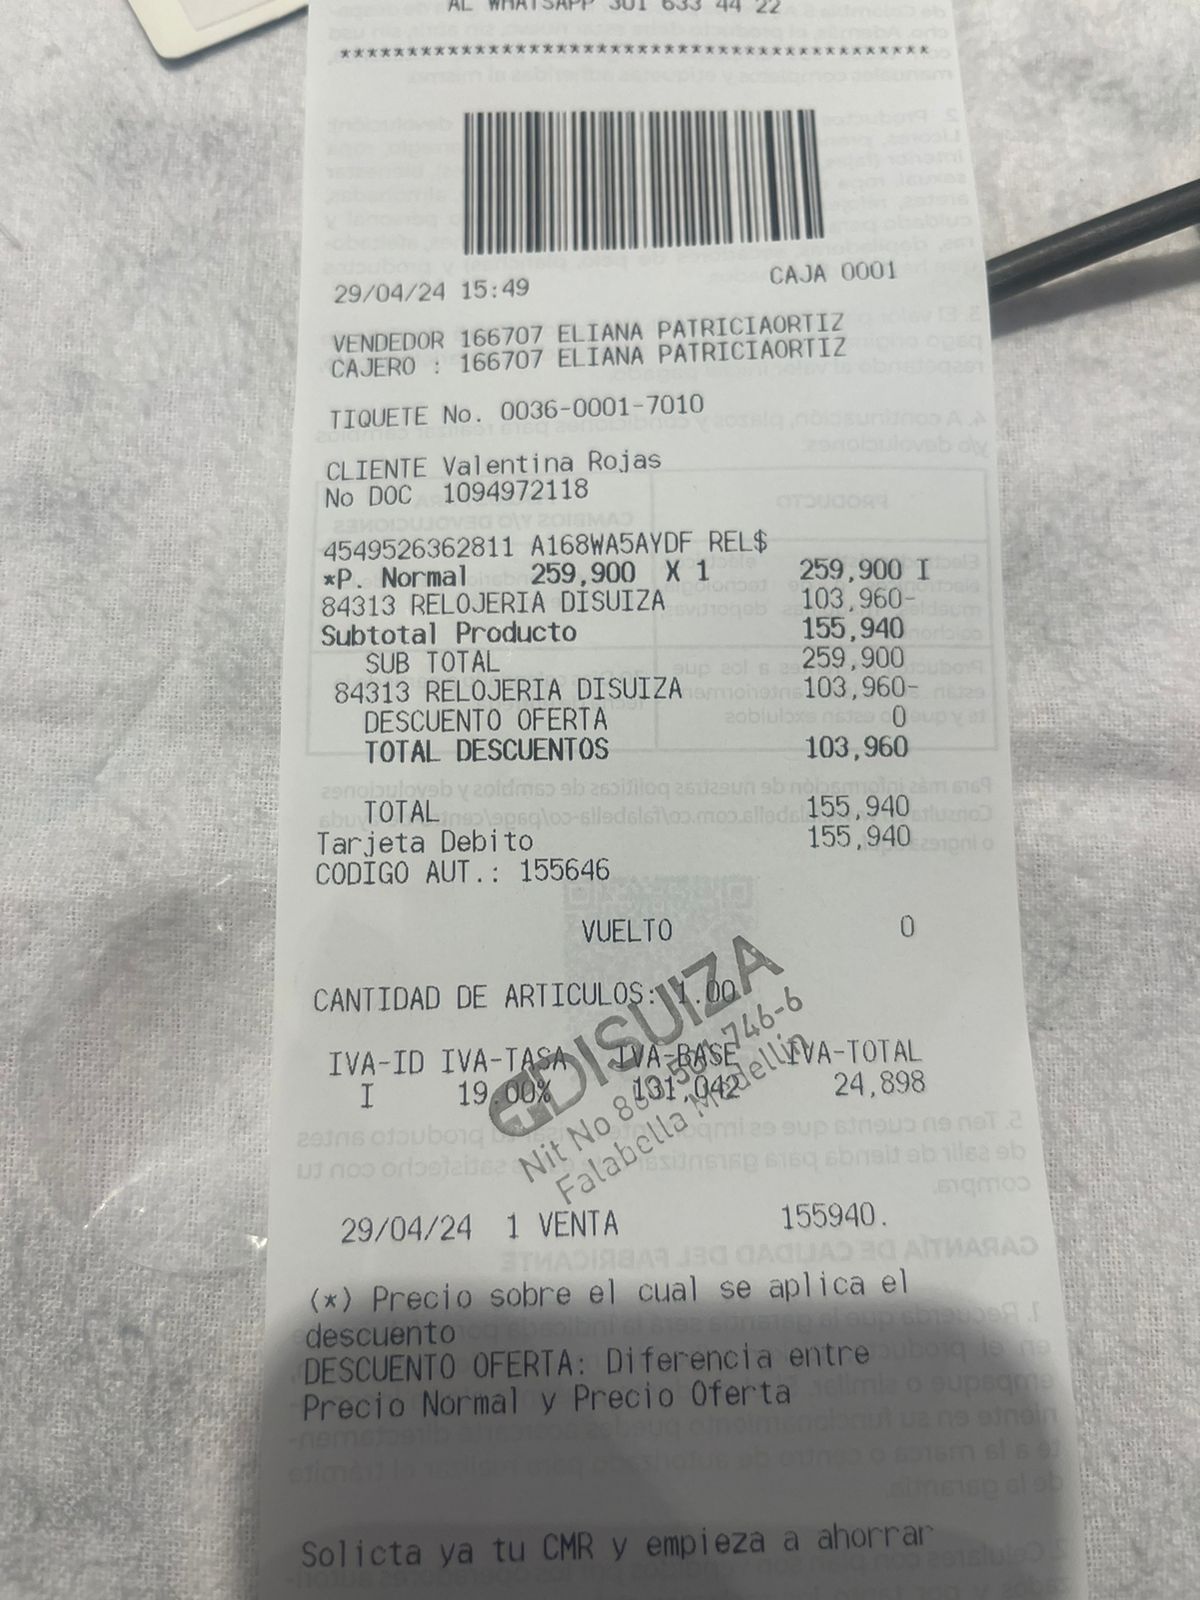 AL WHATSAPP 301 633 44 22
*******************************************
29/04/24 15:49 CAJA 0001
VENDEDOR 166707 ELIANA PATRICIAORTIZ
CAJERO : 166707 ELIANA PATRICIAORTIZ
TIQUETE No. 0036-0001-7010
CLIENTE Valentina Rojas
No DOC 1094972118
4549526362811 A168WA5AYDF REL$
*P. Normal 259,900 X 1 259,900 I
84313 RELOJERIA DISUIZA 103,960-
Subtotal Producto 155,940
SUB TOTAL 259,900
84313 RELOJERIA DISUIZA 103,960-
DESCUENTO OFERTA 0
TOTAL DESCUENTOS 103,960
TOTAL 155,940
Tarjeta Debito 155,940
CODIGO AUT.: 155646
VUELTO 0
CANTIDAD DE ARTICULOS: 1.00
IVA-ID IVA-TASA IVA-BASE IVA-TOTAL
I 19.00% 131,042 24,898
DISUIZA
Nit No 746-6
Falabella Medellin
29/04/24 1 VENTA 155940.
(*) Precio sobre el cual se aplica el
descuento
DESCUENTO OFERTA: Diferencia entre
Precio Normal y Precio Oferta
Solicta ya tu CMR y empieza a ahorrar